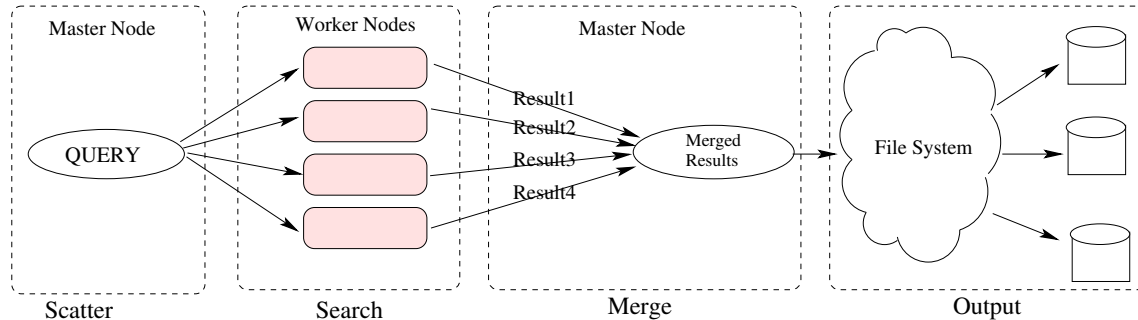 Master Node
QUERY
Scatter
Worker Nodes
Search
Master Node
Result1
Result2
Result3
Result4
Merged
Results
Merge
File System
Output